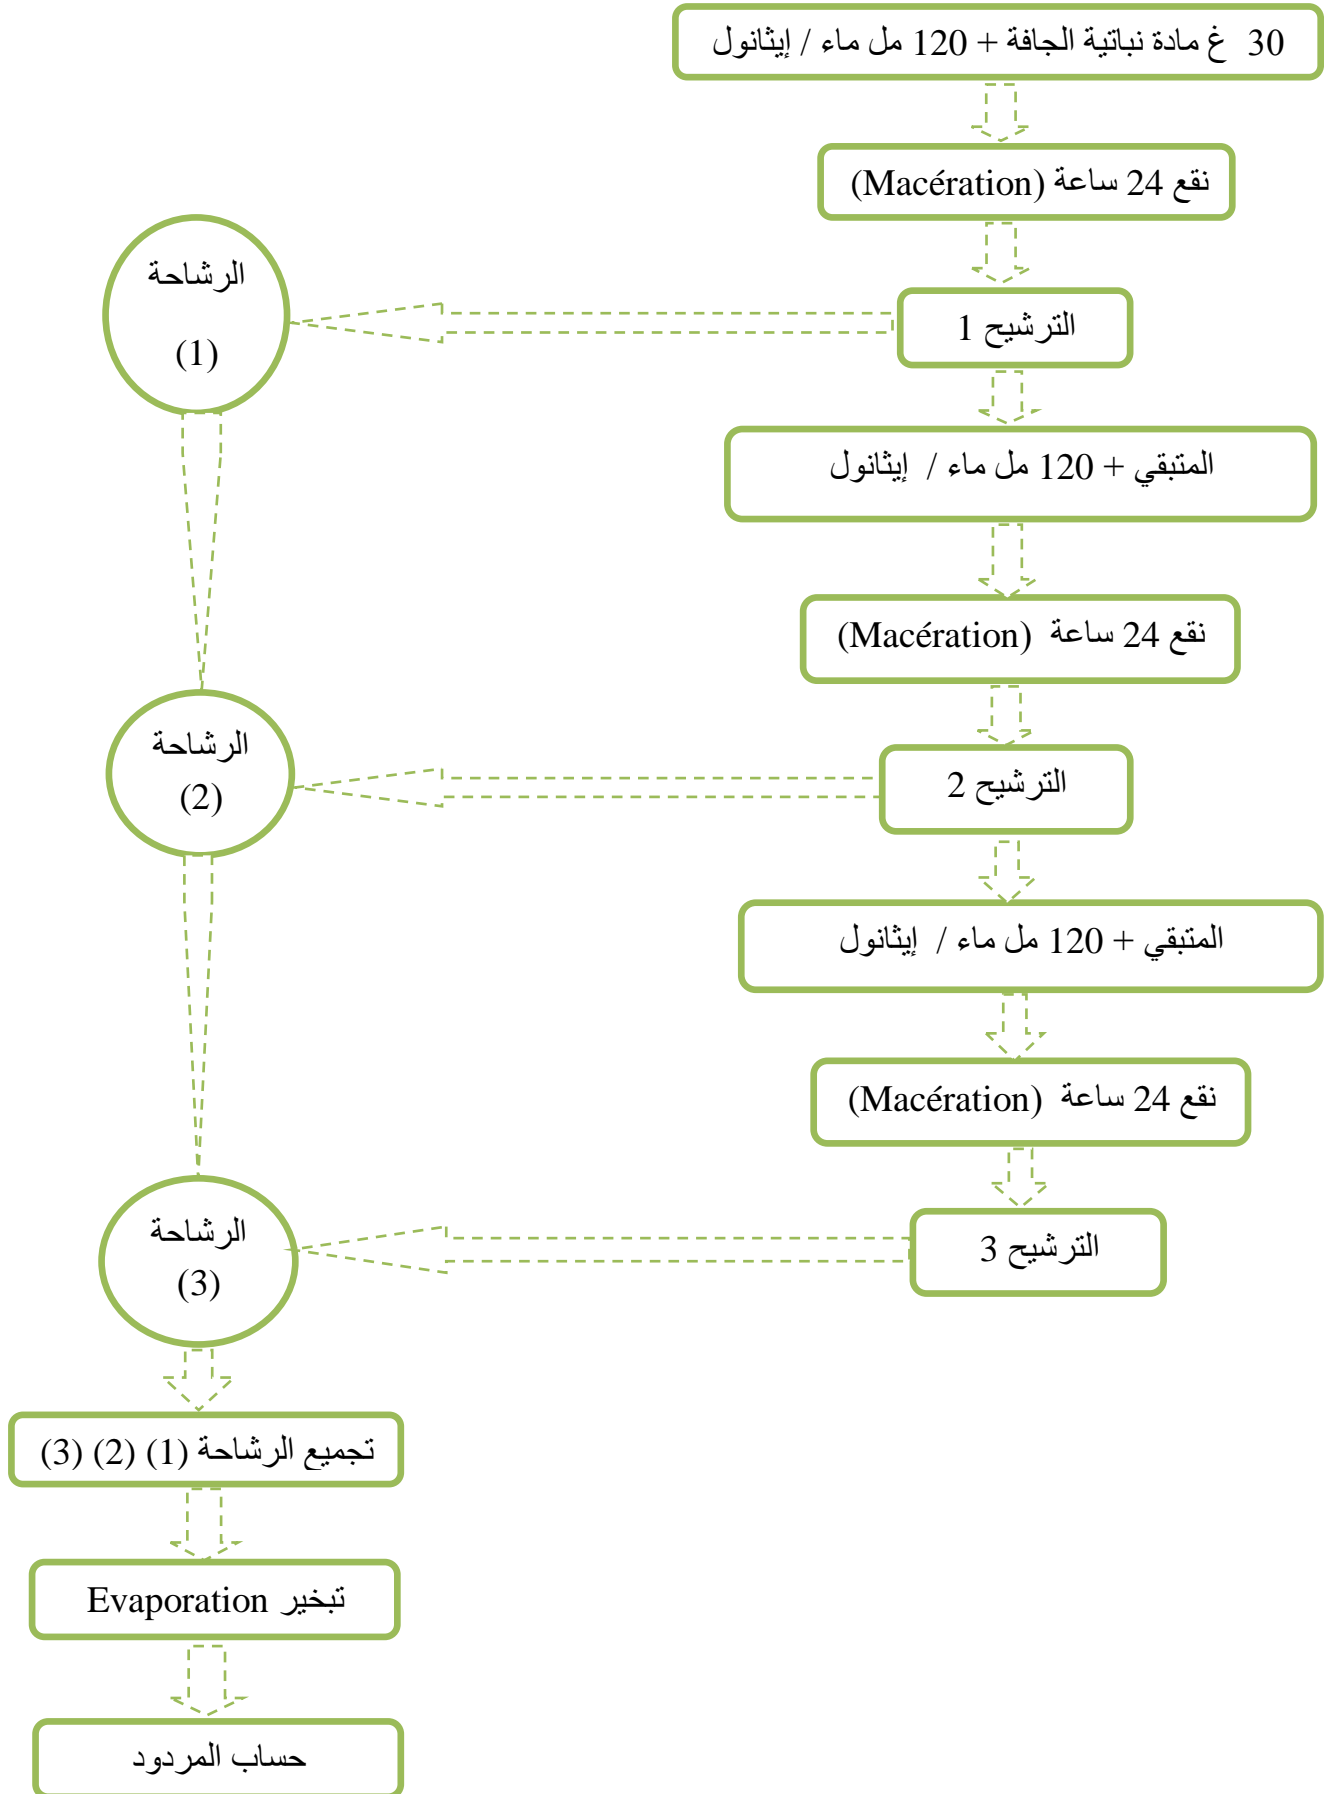 30 غ مادة نباتية الجافة + 120 مل ماء / إيثانول
نقع 24 ساعة (Macération)
الترشيح 1
الرشاحة
(1)
المتبقي + 120 مل ماء / إيثانول
نقع 24 ساعة (Macération)
الترشيح 2
الرشاحة
(2)
المتبقي + 120 مل ماء / إيثانول
نقع 24 ساعة (Macération)
الترشيح 3
الرشاحة
(3)
تجميع الرشاحة (1) (2) (3)
تبخير Evaporation
حساب المردود